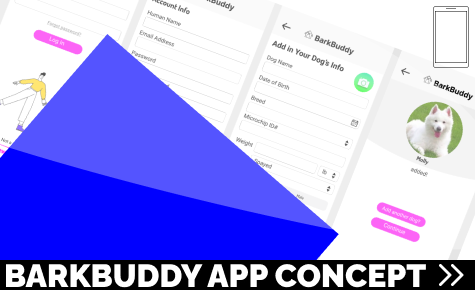 Forgot password?
Log in
Account Info
Human Name
Email Address
Password
BarkBuddy
Add in Your Dog's Info
Dog Name
Date of Birth
Breed
Microchip ID#
Weight
lb
Spayed
BarkBuddy
Molly
added!
Add another dog?
Continue
BARKBUDDY APP CONCEPT